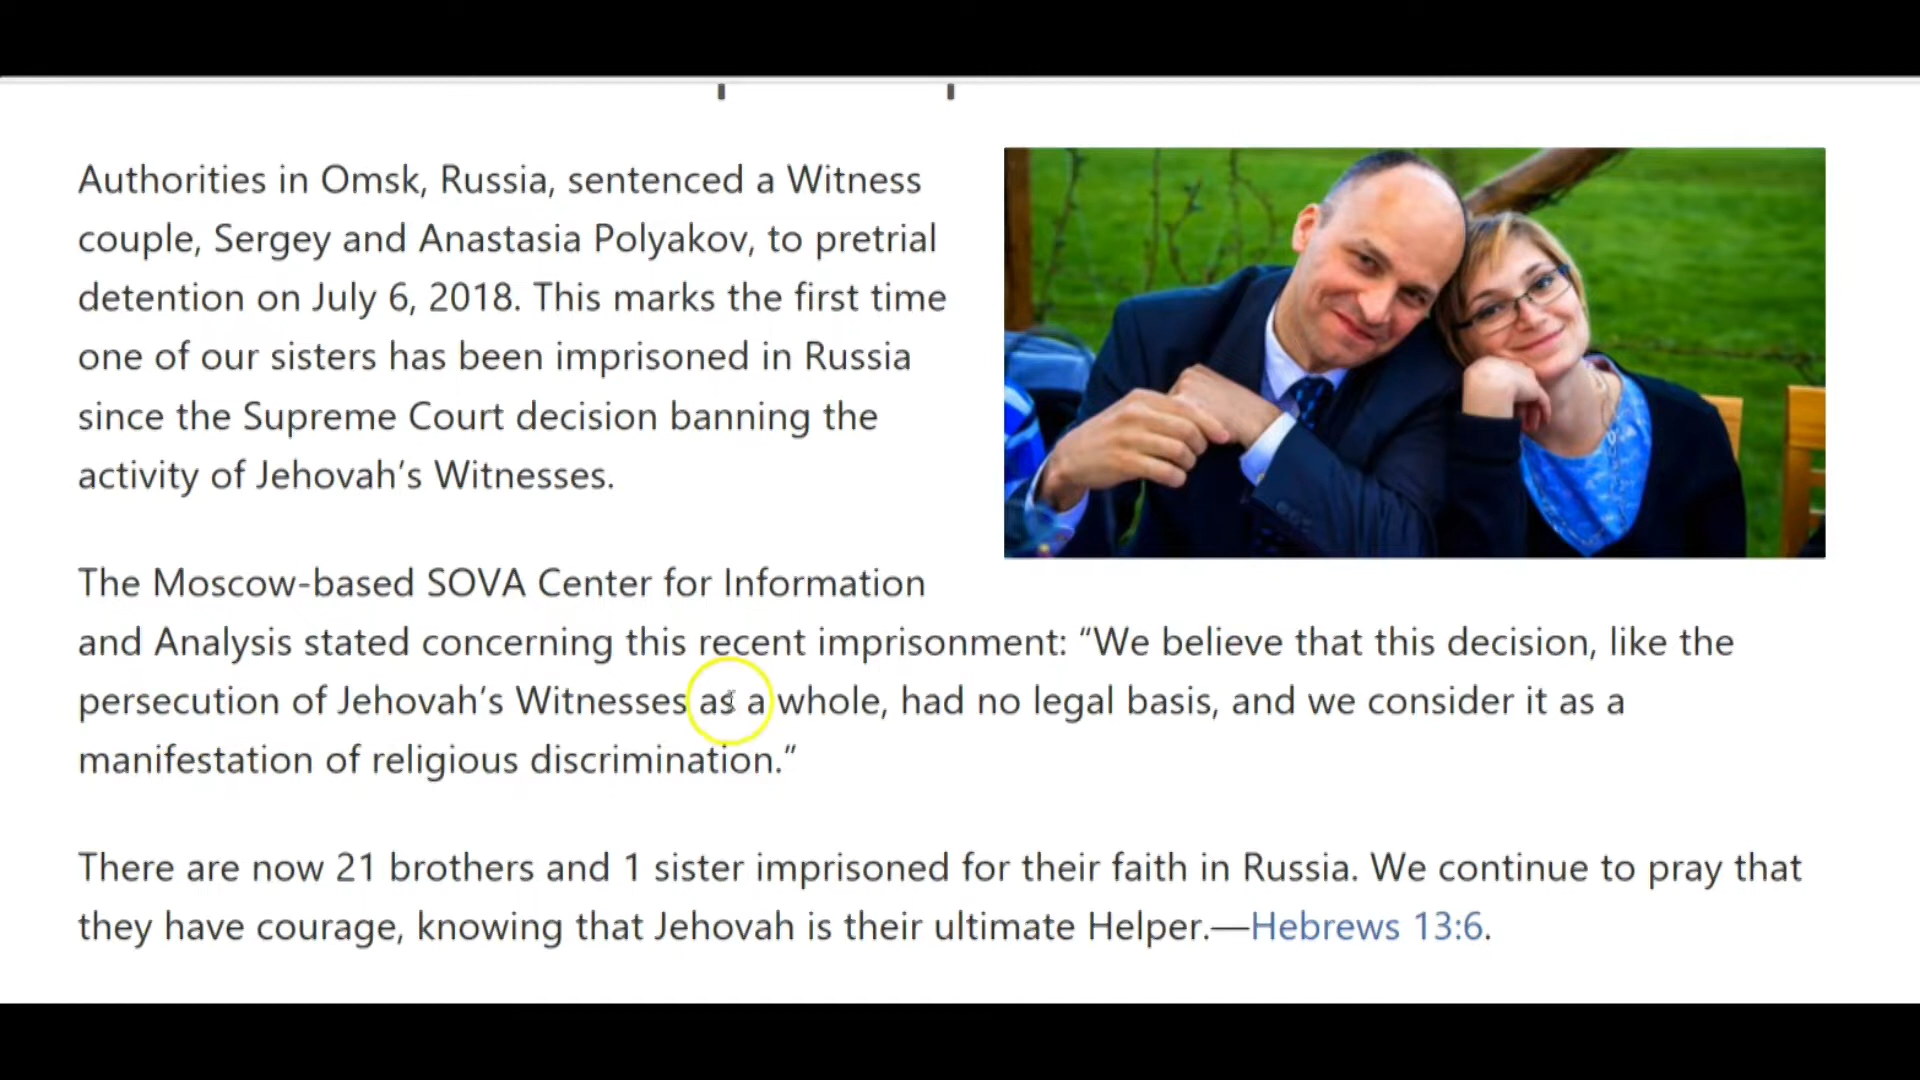 Authorities in Omsk, Russia, sentenced a Witness
couple, Sergey and Anastasia Polyakov, to pretrial
detention on July 6, 2018. This marks the first time
one of our sisters has been imprisoned in Russia
since the Supreme Court decision banning the
activity of Jehovah’s Witnesses.
The Moscow-based SOVA Center for Information
and Analysis stated concerning this recent imprisonment: “We believe that this decision, like the
persecution of Jehovah’s Witnesses as a whole, had no legal basis, and we consider it as a
manifestation of religious discrimination.”
There are now 21 brothers and 1 sister imprisoned for their faith in Russia. We continue to pray that
they have courage, knowing that Jehovah is their ultimate Helper.—Hebrews 13:6.